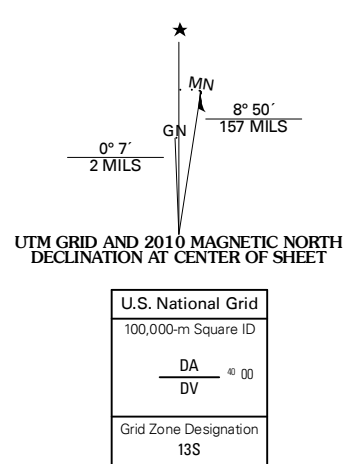 ★
MN
8° 50´
157 MILS
GN
0° 7´
2 MILS
UTM GRID AND 2010 MAGNETIC NORTH
DECLINATION AT CENTER OF SHEET
U.S. National Grid
100,000-m Square ID
DA
40 00
DV
Grid Zone Designation
13S